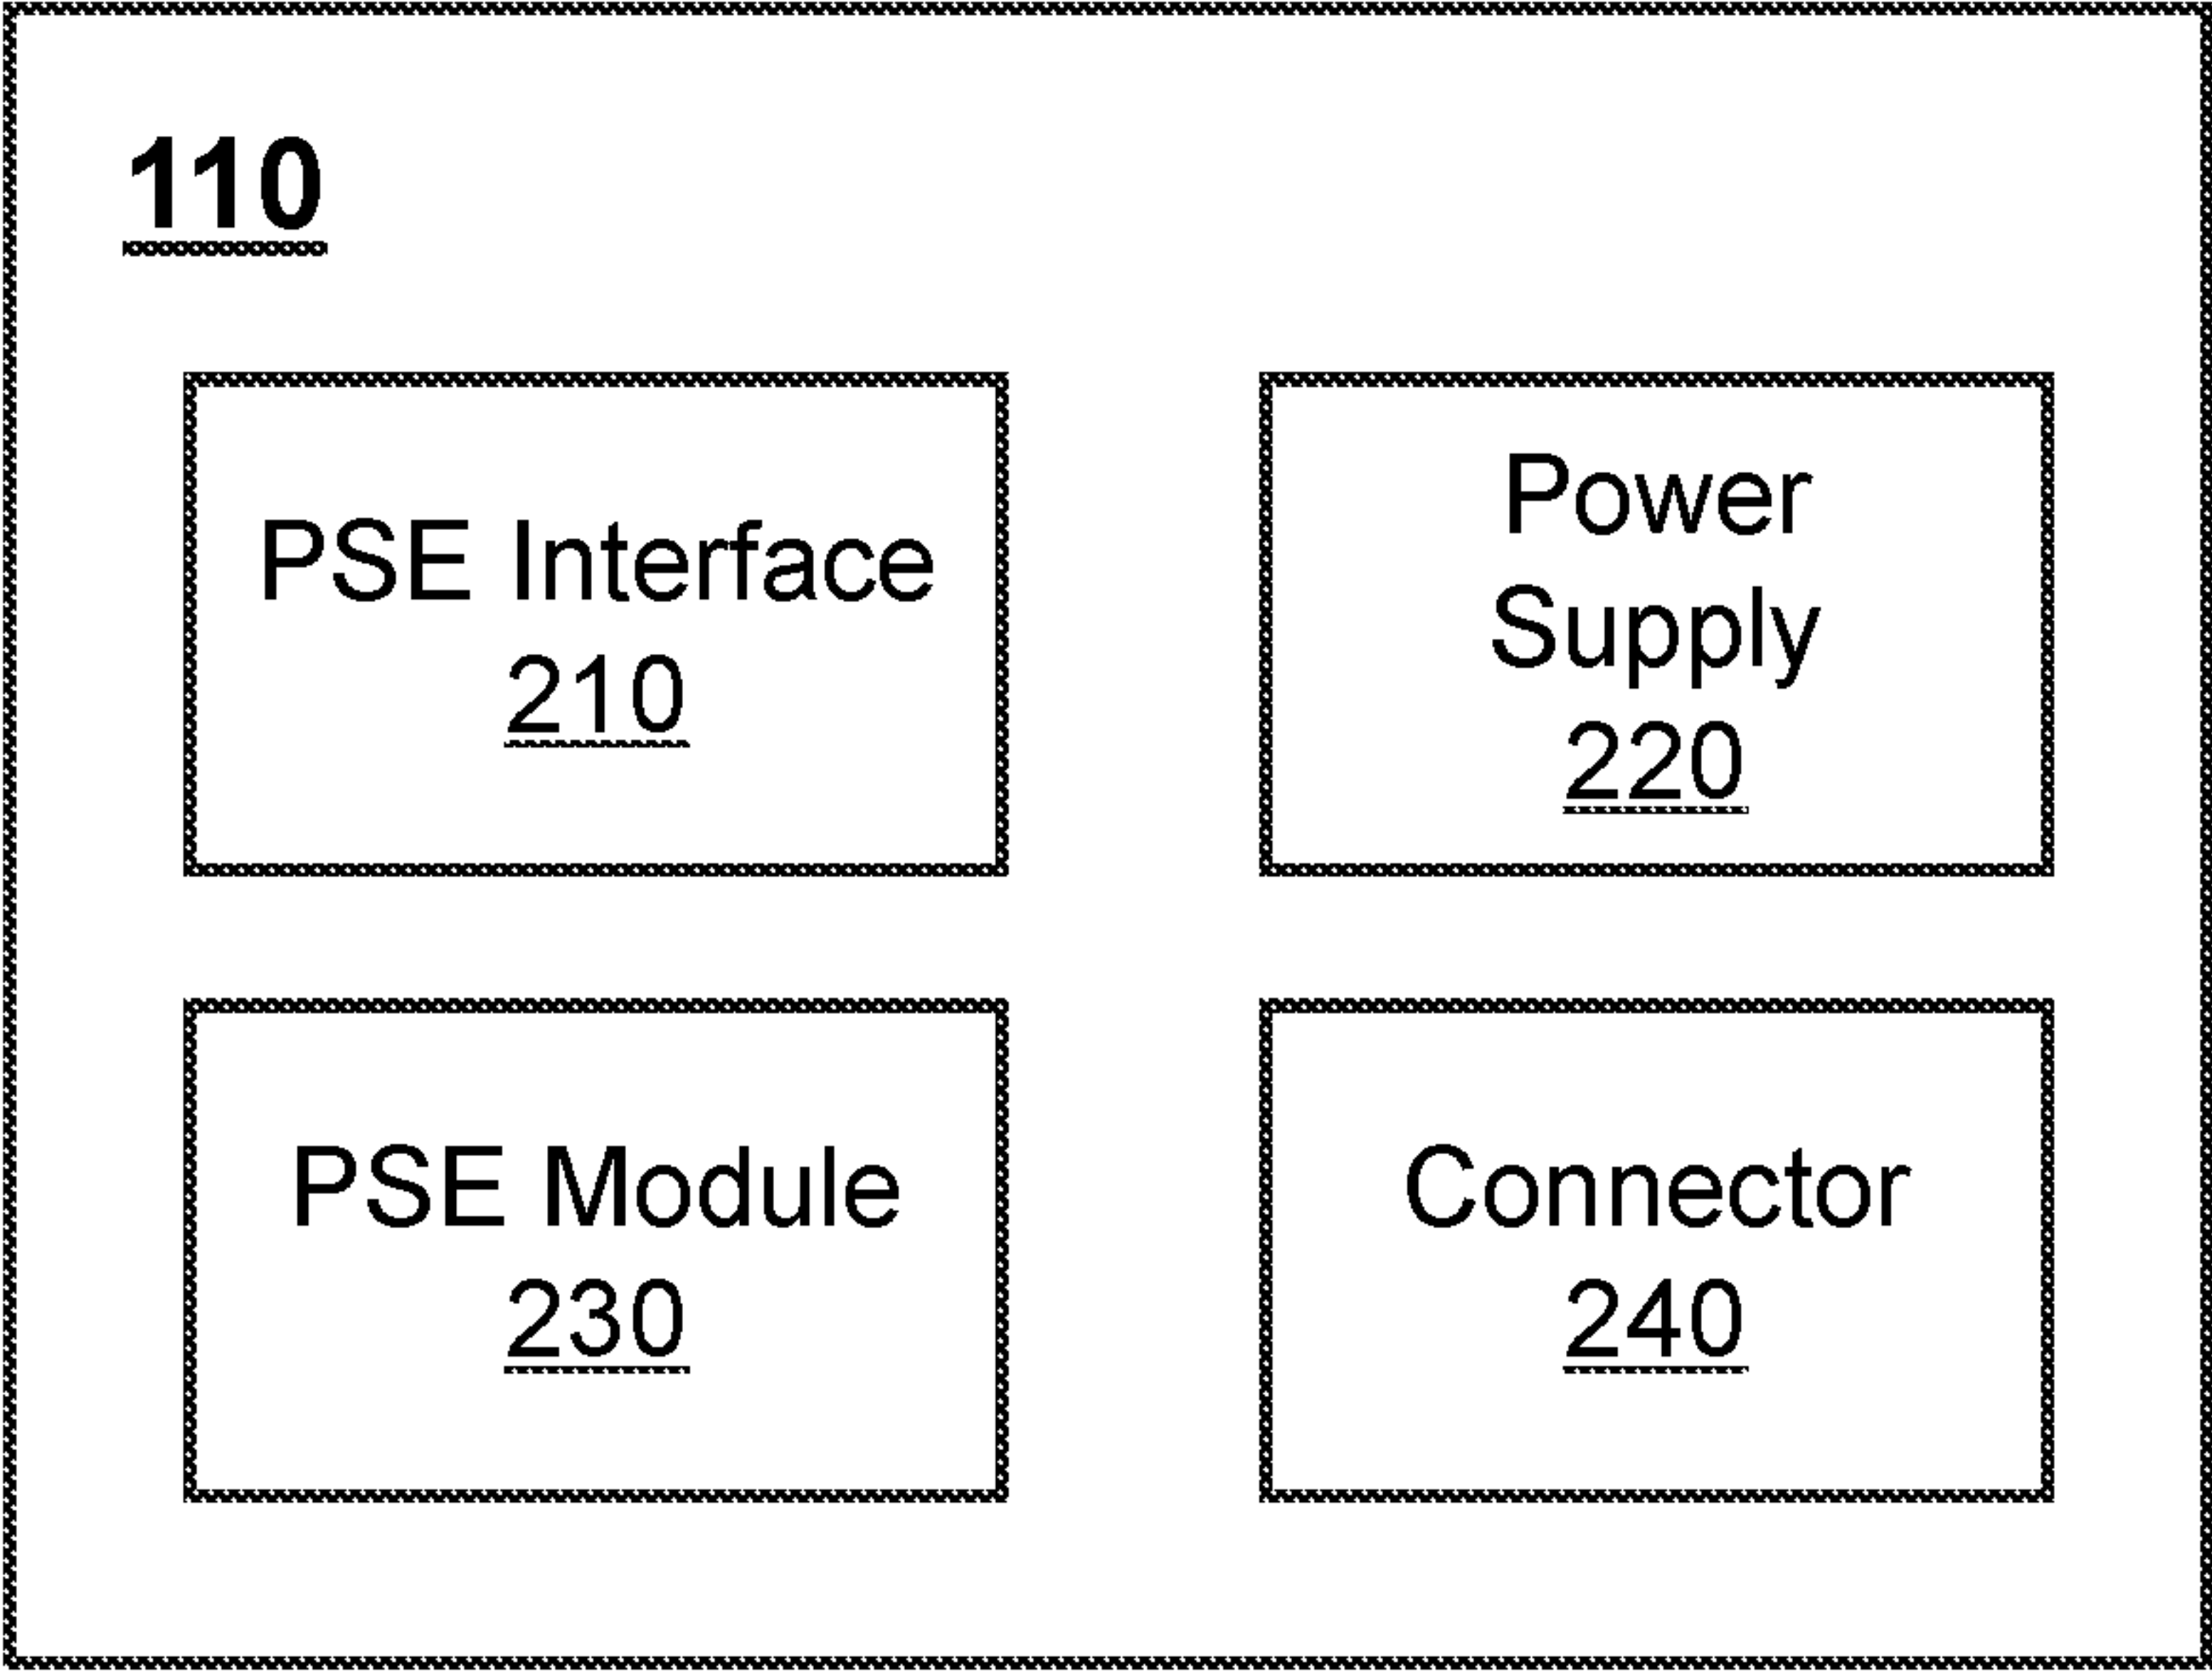 110
PSE Interface
210
Power
Supply
220
PSE Module
230
Connector
240